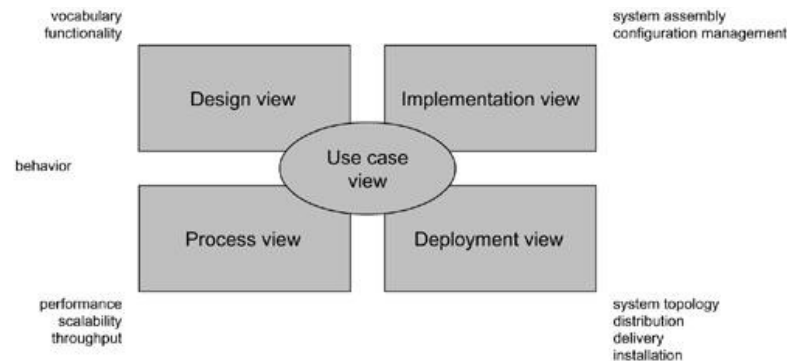 vocabulary
functionality
system assembly
configuration management
Design view
Implementation view
Use case
view
behavior
Process view
Deployment view
performance
scalability
throughput
system topology
distribution
delivery
installation